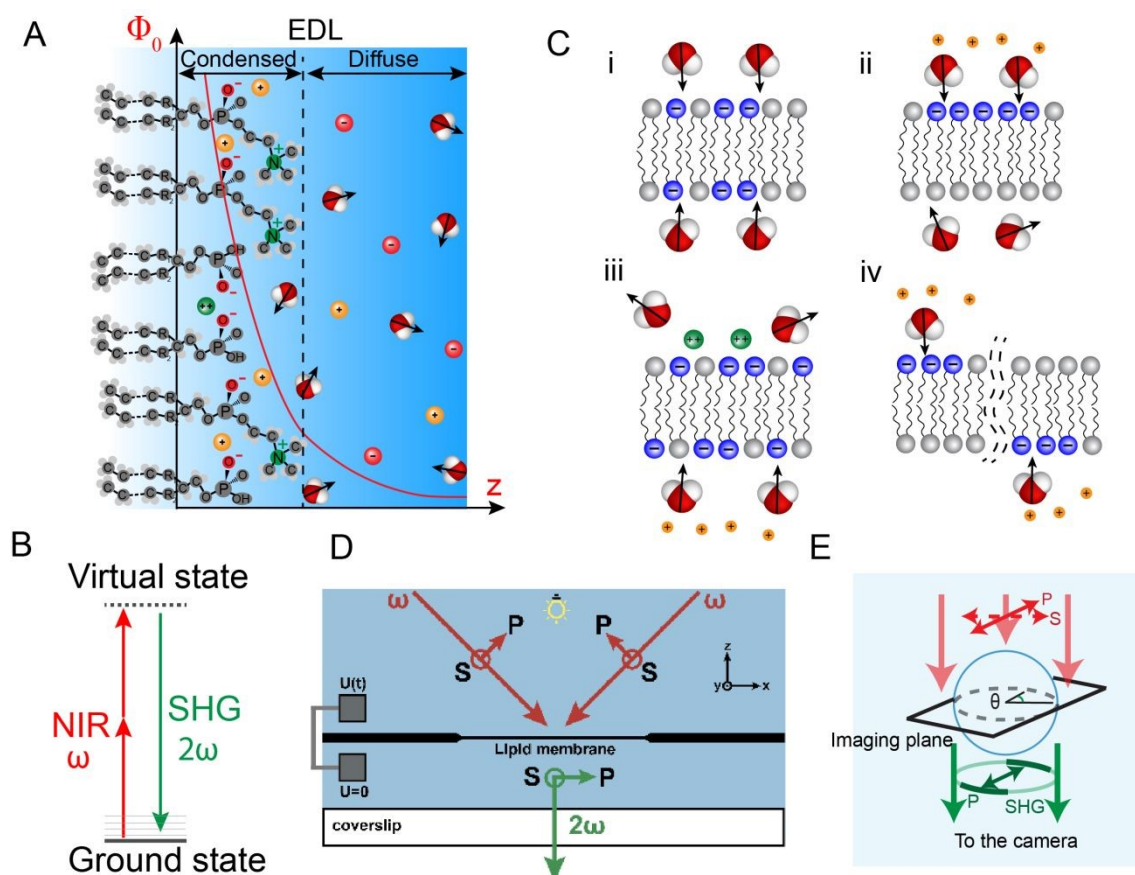 A
Φ0
EDL
Condensed
Diffuse
z
B
Virtual state
NIR
ω
SHG
2ω
Ground state
C
i
ii
iii
iv
D
ω
ω
P
P
S
S
U(t)
z
y
x
Lipid membrane
U=0
S
P
coverslip
2ω
E
P
S
θ
Imaging plane
P
SHG
To the camera